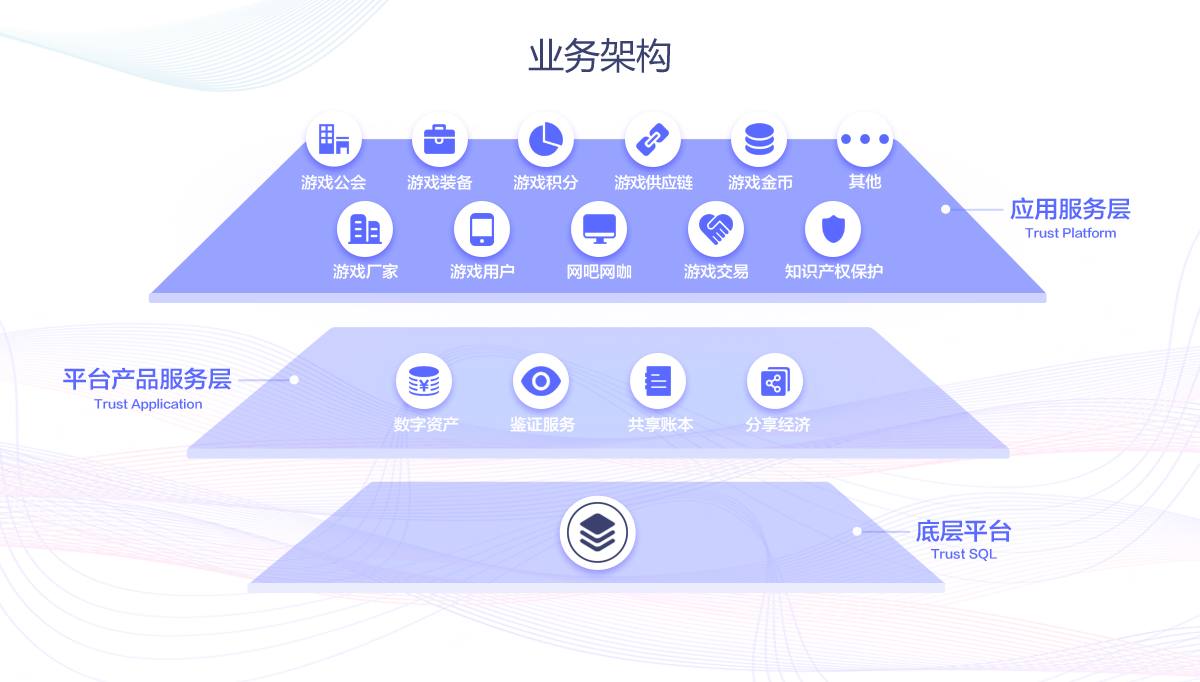 业务架构
游戏公会 游戏装备 游戏积分 游戏供应链 游戏金币 其他
应用服务层
Trust Platform
游戏厂家 游戏用户 网吧网咖 游戏交易 知识产权保护
平台产品服务层
Trust Application
数字资产 鉴证服务 共享账本 分享经济
底层平台
Trust SQL